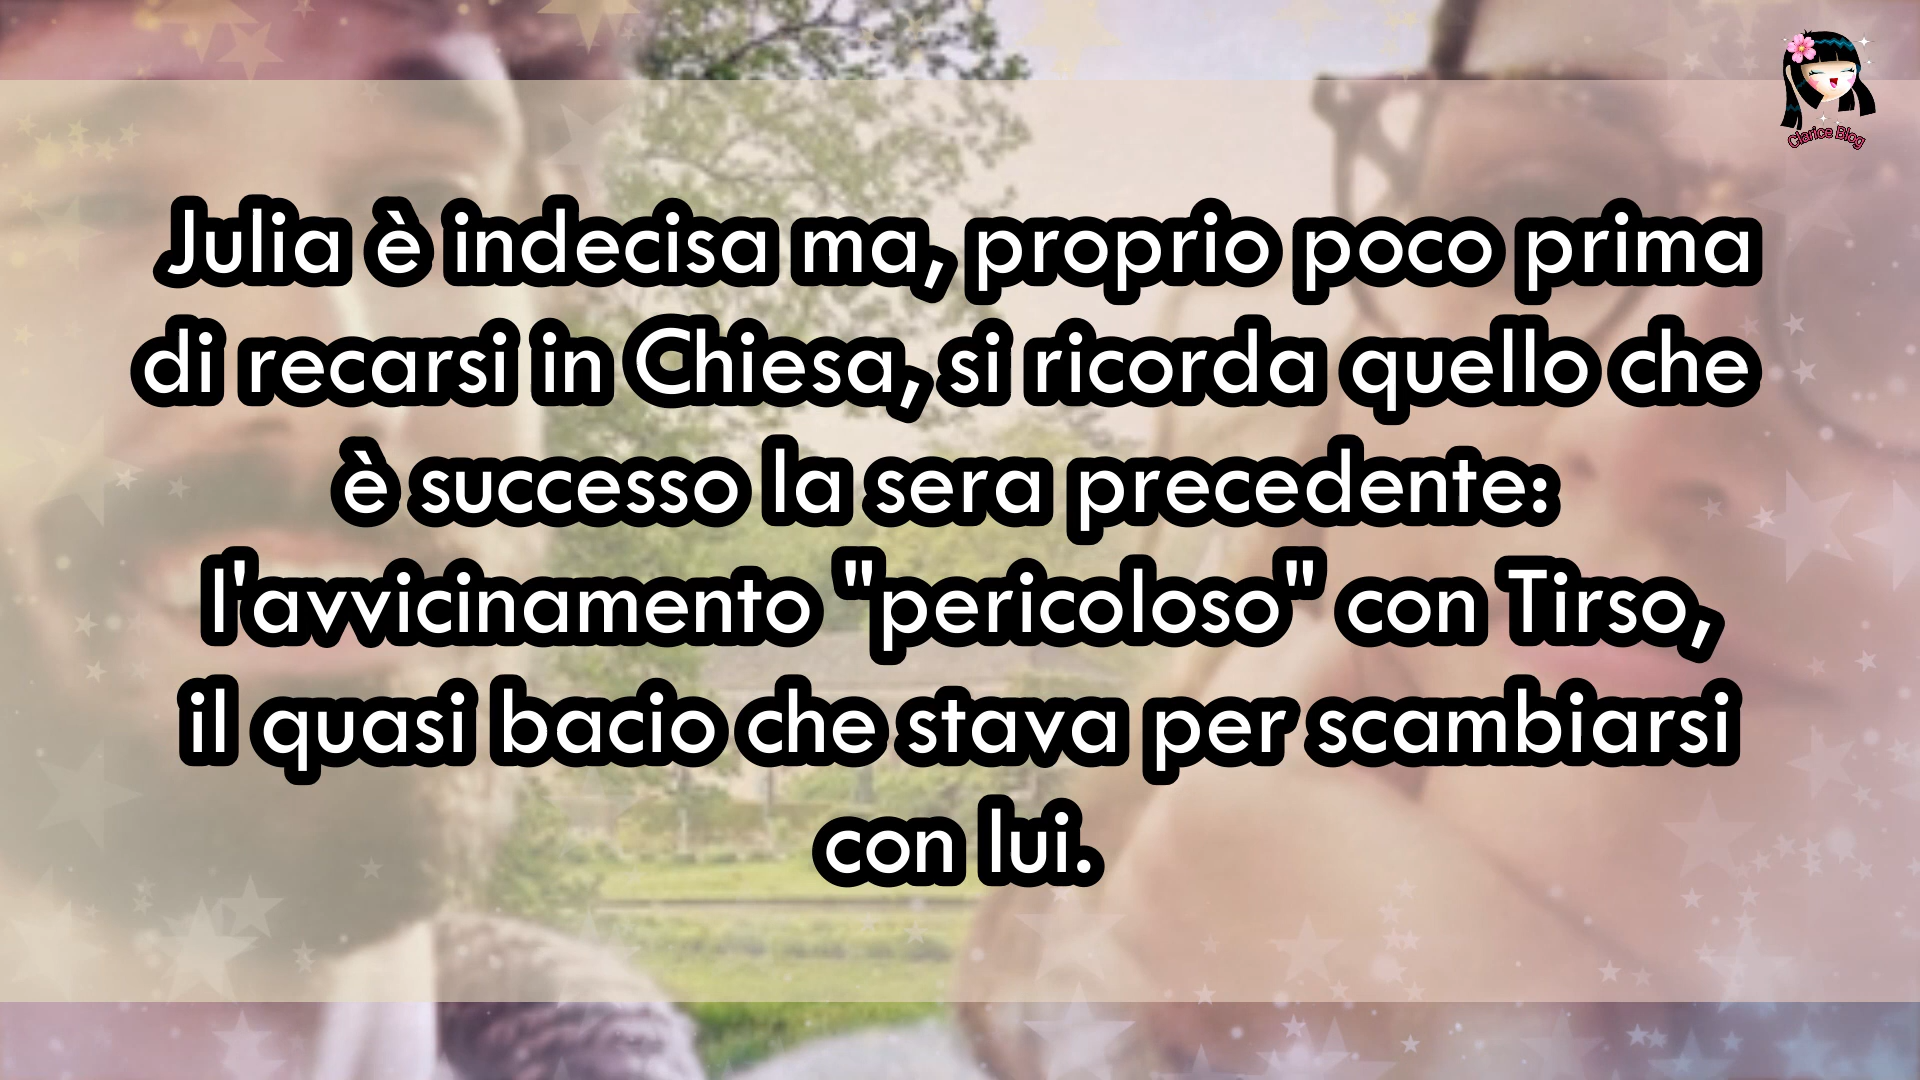 Clarice Blog
Julia è indecisa ma, proprio poco prima
di recarsi in Chiesa, si ricorda quello che
è successo la sera precedente:
l'avvicinamento "pericoloso" con Tirso,
il quasi bacio che stava per scambiarsi
con lui.